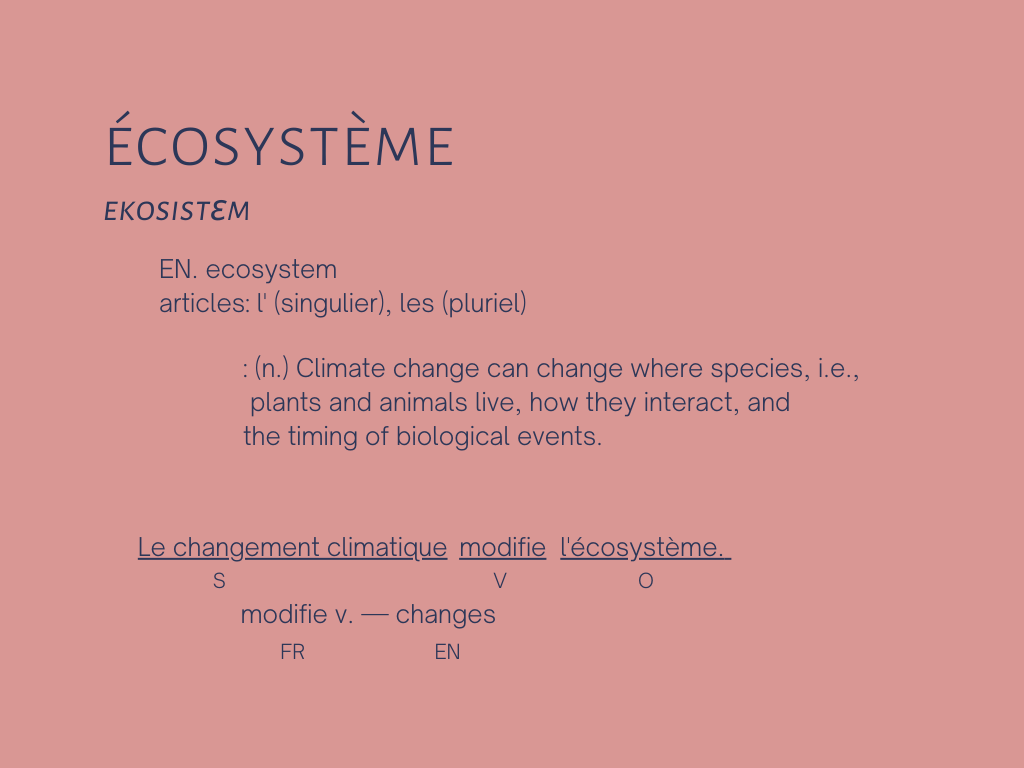 ÉCOSYSTÈME
EKOSISTƐM
EN. ecosystem
articles: l' (singulier), les (pluriel)
: (n.) Climate change can change where species, i.e.,
plants and animals live, how they interact, and
the timing of biological events.
Le changement climatique modifie l'écosystème.
S V O
modifie v. — changes
FR EN